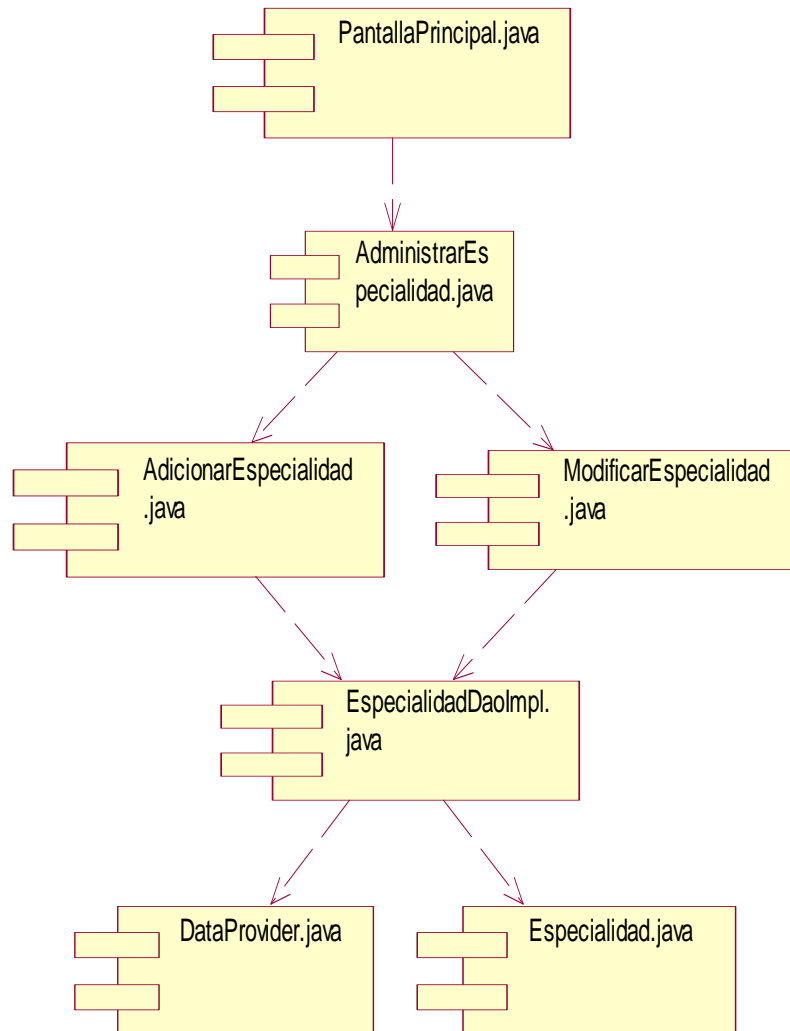 PantallaPrincipal.java
AdministrarEs
pecialidad.java
AdicionarEspecialidad
.java
ModificarEspecialidad
.java
EspecialidadDaoImpl.
java
DataProvider.java
Especialidad.java